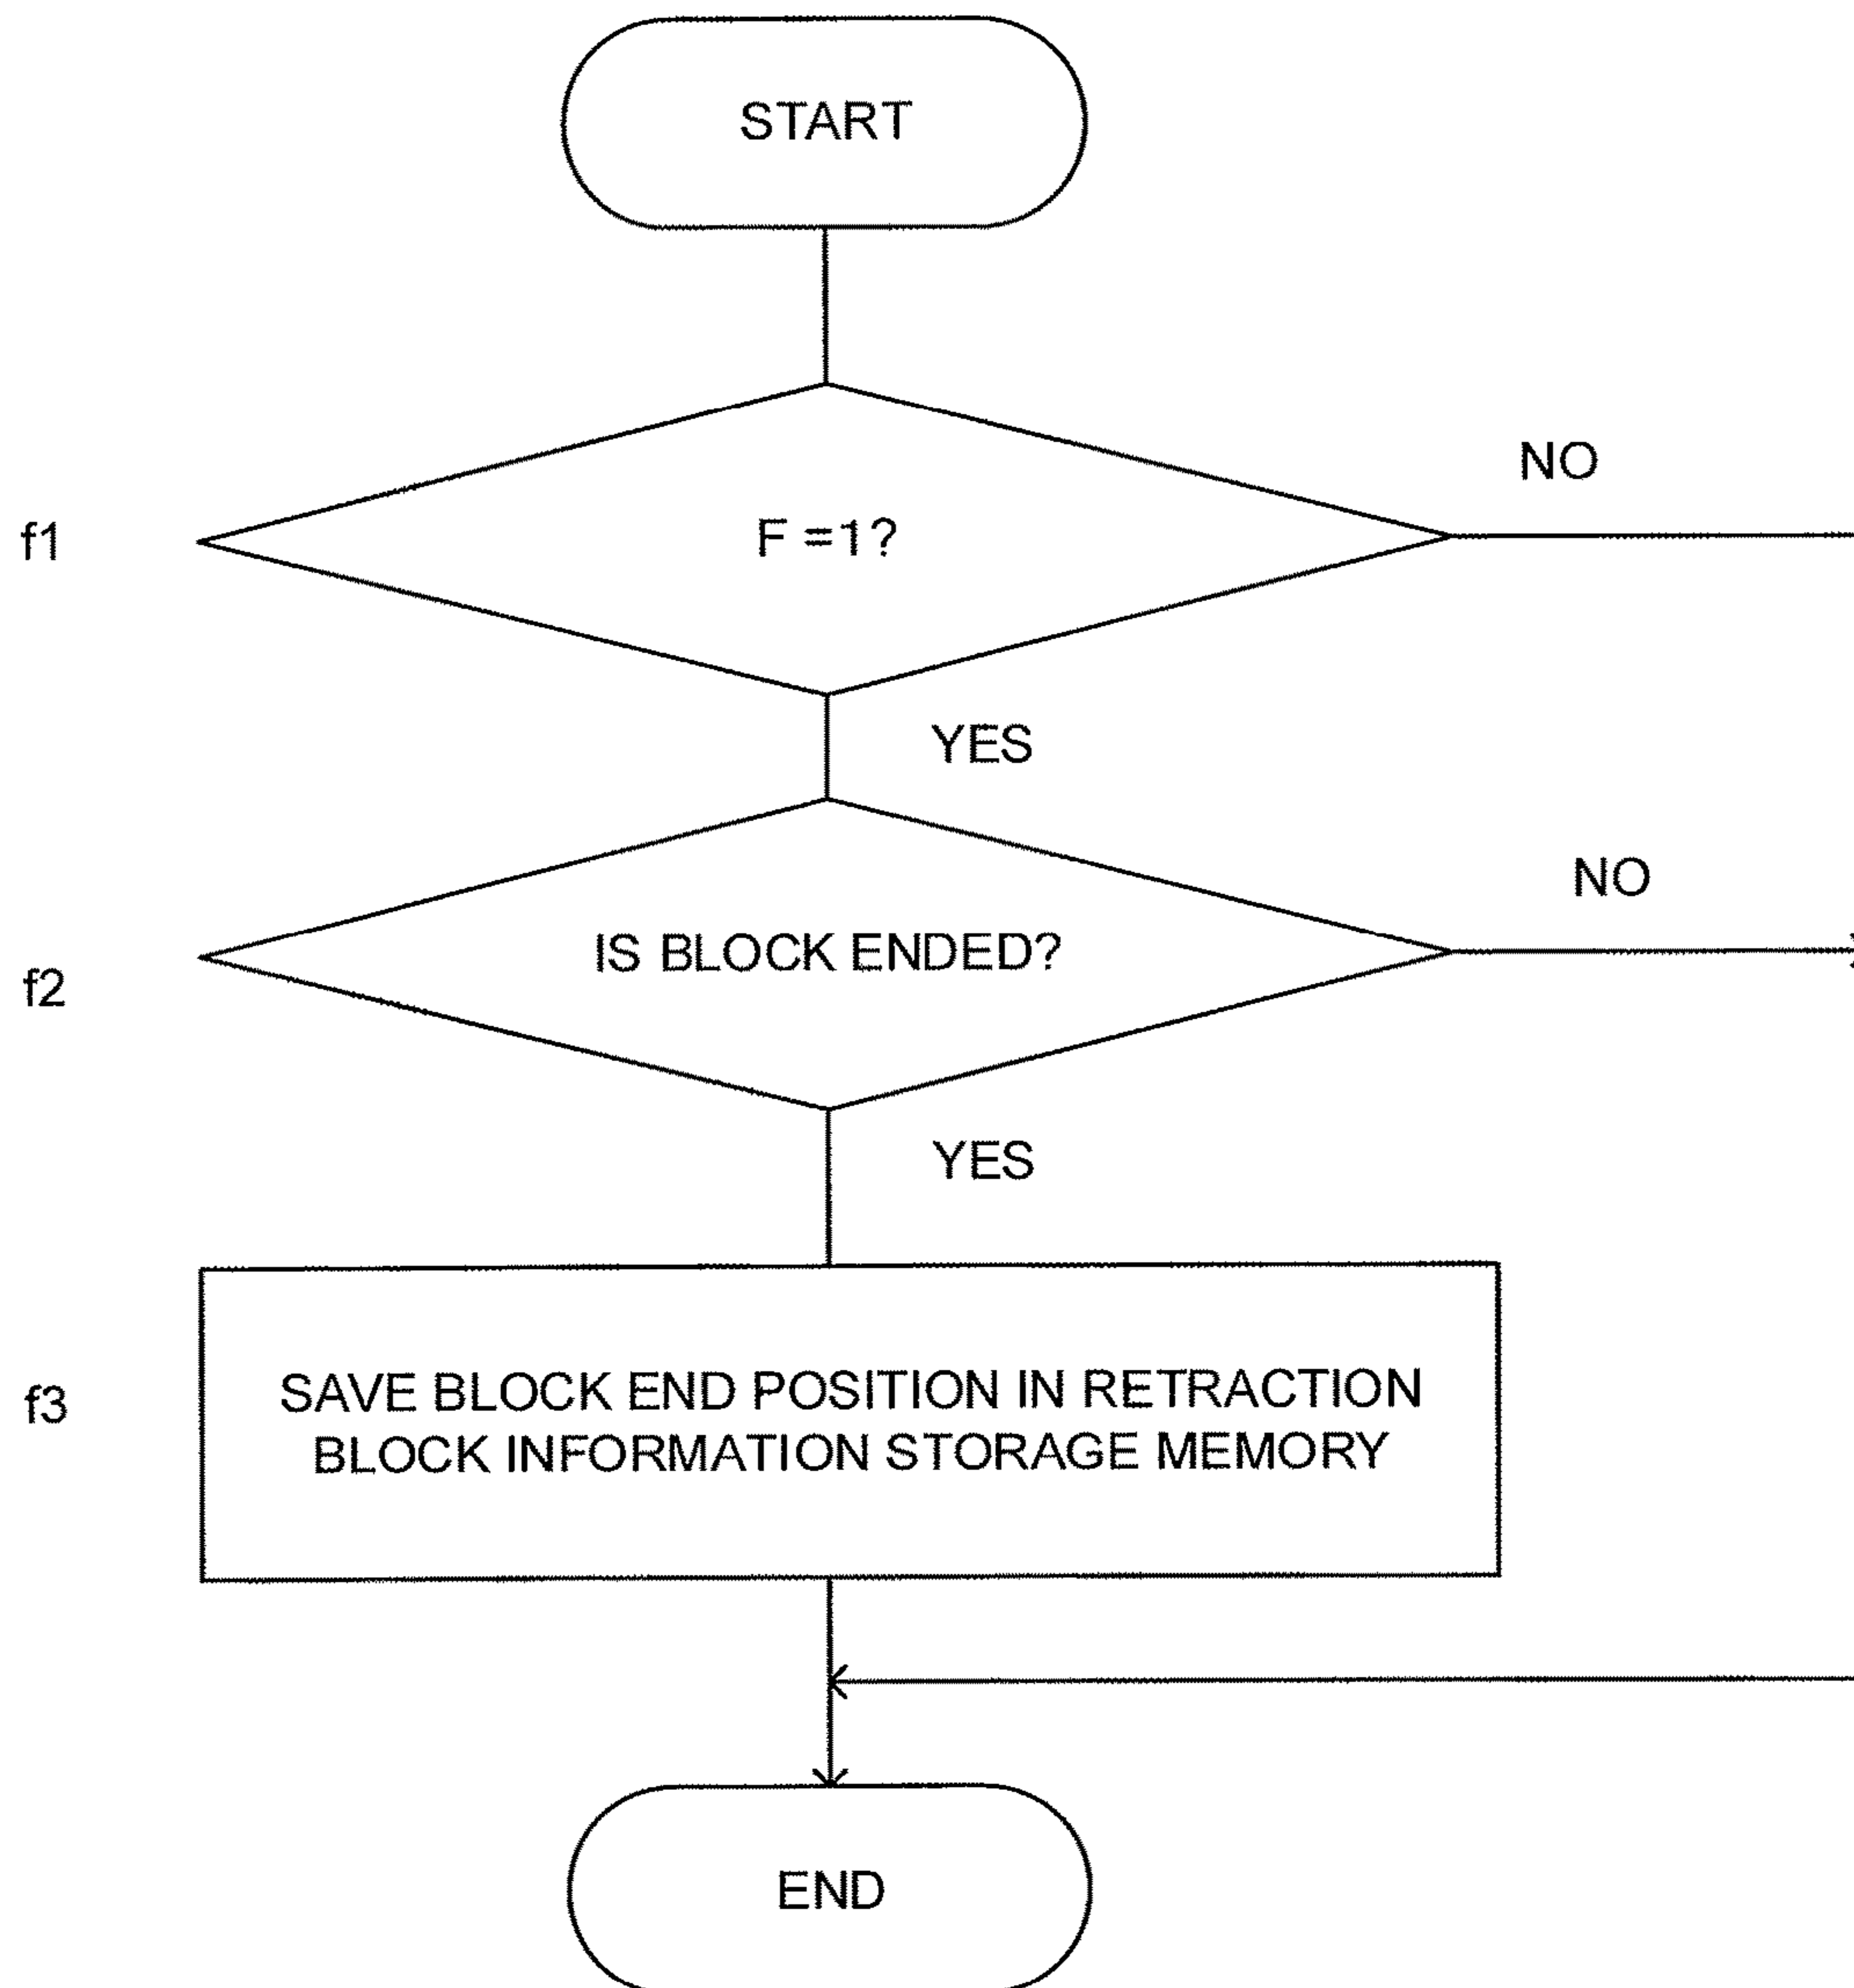 START
NO
f1
F =1?
YES
NO
f2
IS BLOCK ENDED?
YES
f3
SAVE BLOCK END POSITION IN RETRACTION
BLOCK INFORMATION STORAGE MEMORY
END